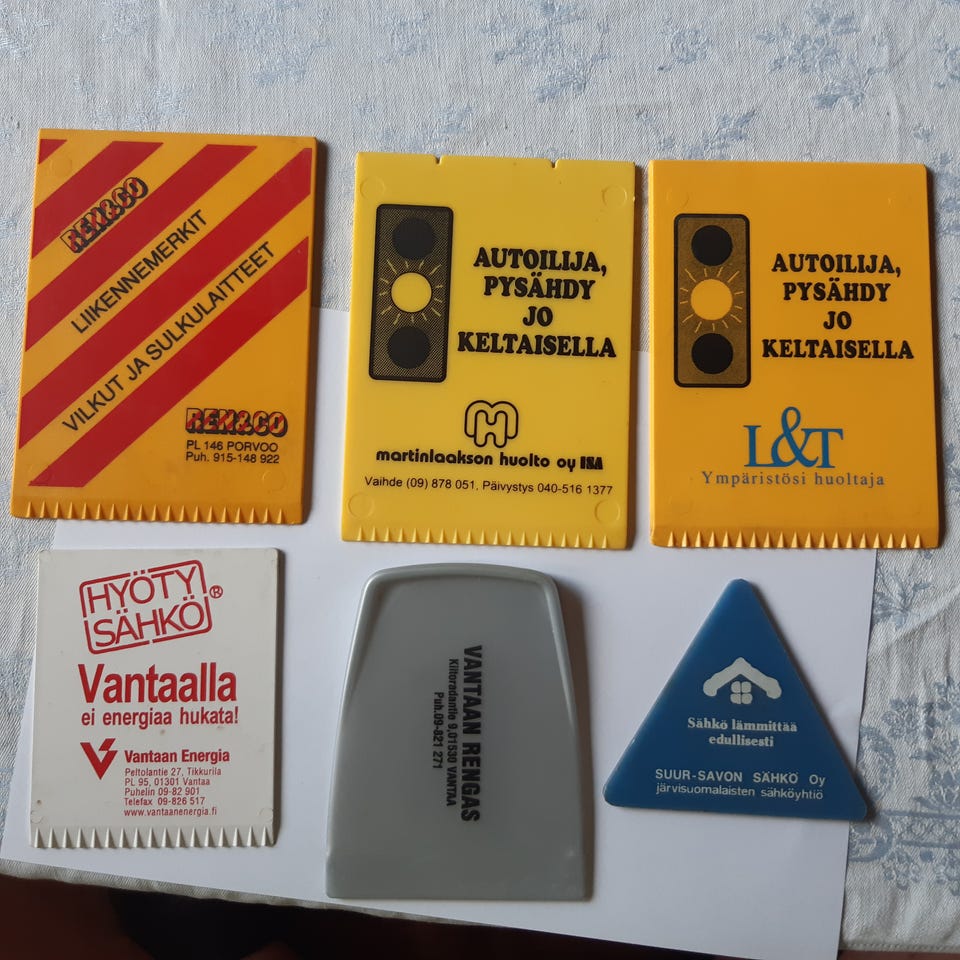 REN&CO
LIIKENNEMERKIT
VILKUT JA SULKULAITTEET
REN&CO
PL 146 PORVOO
Puh. 915-148 922
AUTOILIJA,
PYSÄHDY
JO
KELTAISELLA
martinlaakson huolto oy ISA
Vaihde (09) 878 051, Päivystys 040-516 1377
AUTOILIJA,
PYSÄHDY
JO
KELTAISELLA
L&T
Ympäristösi huoltaja
HYÖTY
SÄHKÖ®
Vantaalla
ei energiaa hukata!
Vantaan Energia
Peltolantie 27, Tikkurila
PL 95, 01301 Vantaa
Puhelin 09-82 901
Telefax 09-826 517
www.vantaanenergia.fi
VANTAAN RENGAS
Kiitoradantie 9,01530 VANTAA
Puh.09-821 271
Sähkö lämmittää
edullisesti
SUUR-SAVON SÄHKÖ Oy
järvisuomalaisten sähköyhtiö